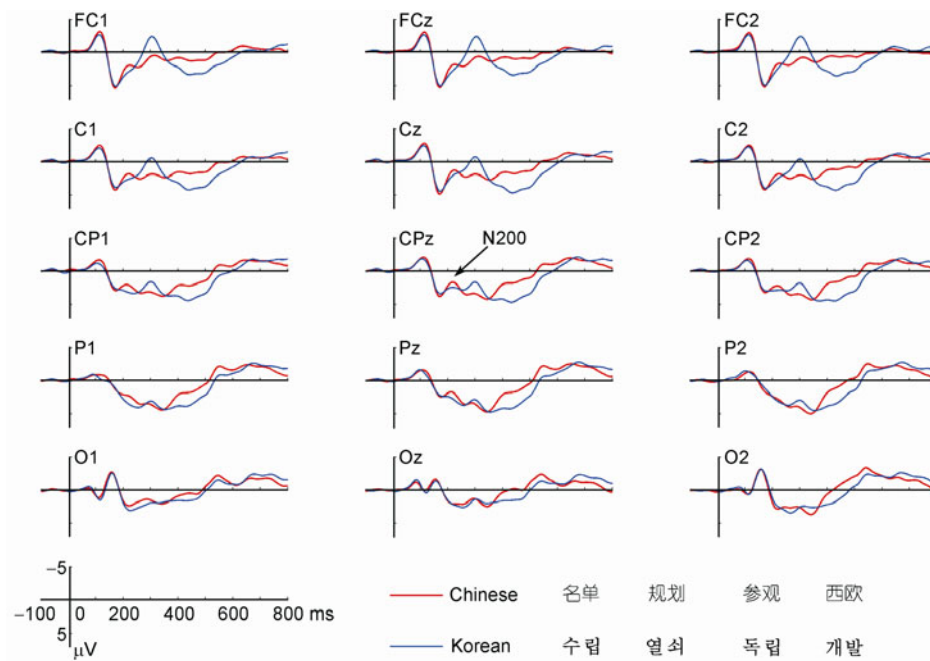 FC1 FCz FC2
C1 Cz C2
CP1 CPz N200 CP2
P1 Pz P2
O1 Oz O2
−5
−100 0 200 400 600 800 ms
5 μV
Chinese 名单 规划 参观 西欧
Korean 수립 열쇠 독립 개발